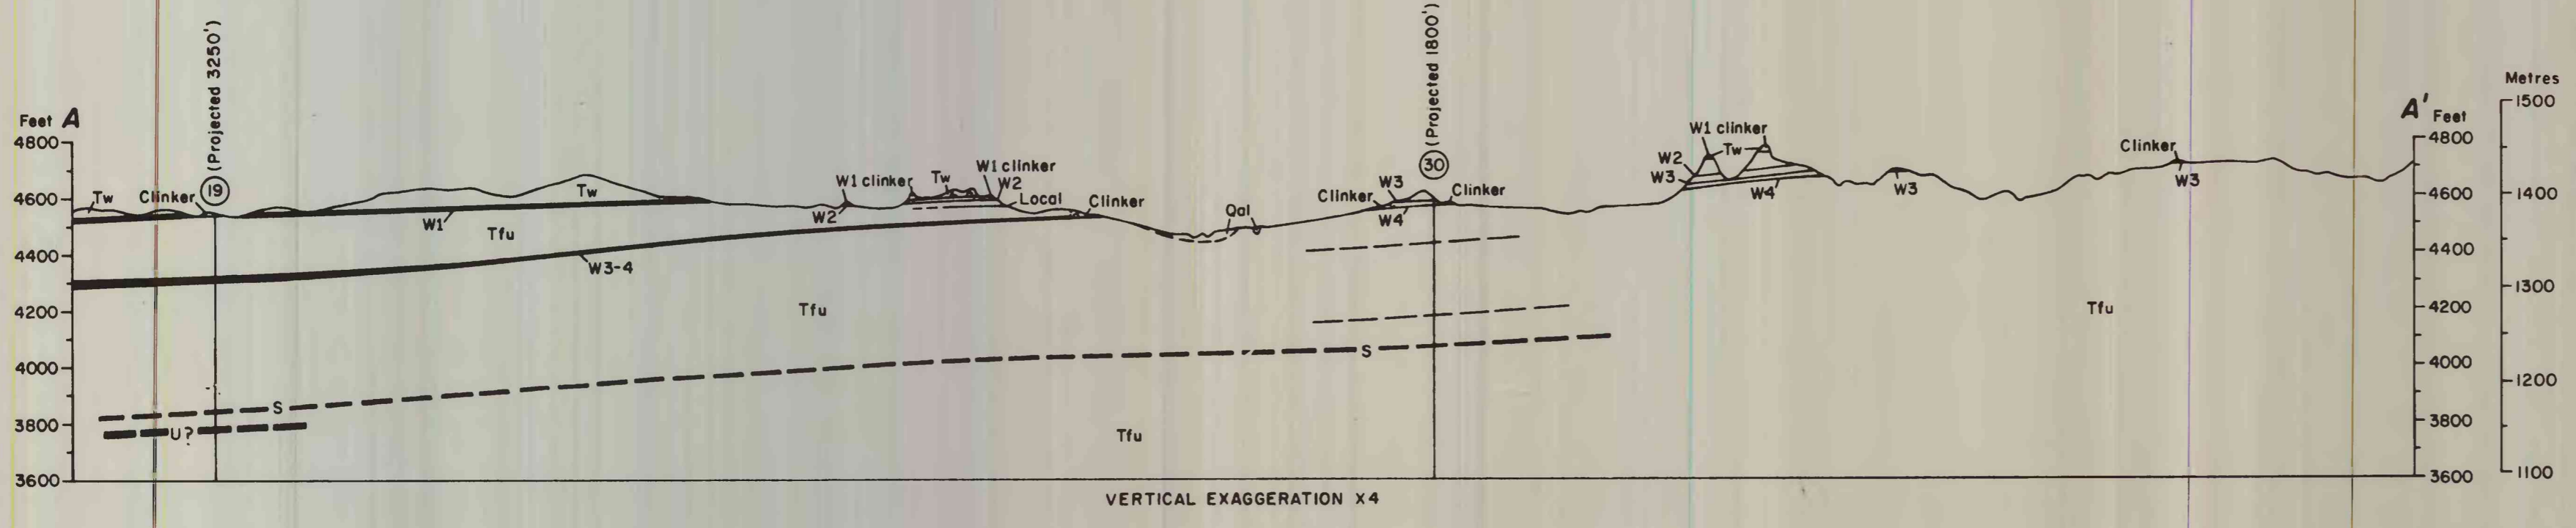 Feet A
4800
4600
4400
4200
4000
3800
3600
Tw
Clinker
19 (Projected 3250')
W1
Tfu
Tw
W3-4
S
U?
Tfu
W1 clinker
W2
W1 clinker
Tw
W1 clinker
W2
Local
Clinker
Qal
Tfu
Clinker
W3
W4
30 (Projected 1800')
Clinker
S
W1 clinker
Tw
W2
W3
W4
W3
Clinker
W3
Tfu
A' Feet
4800
4600
4400
4200
4000
3800
3600
Metres
1500
1400
1300
1200
1100
VERTICAL EXAGGERATION X4